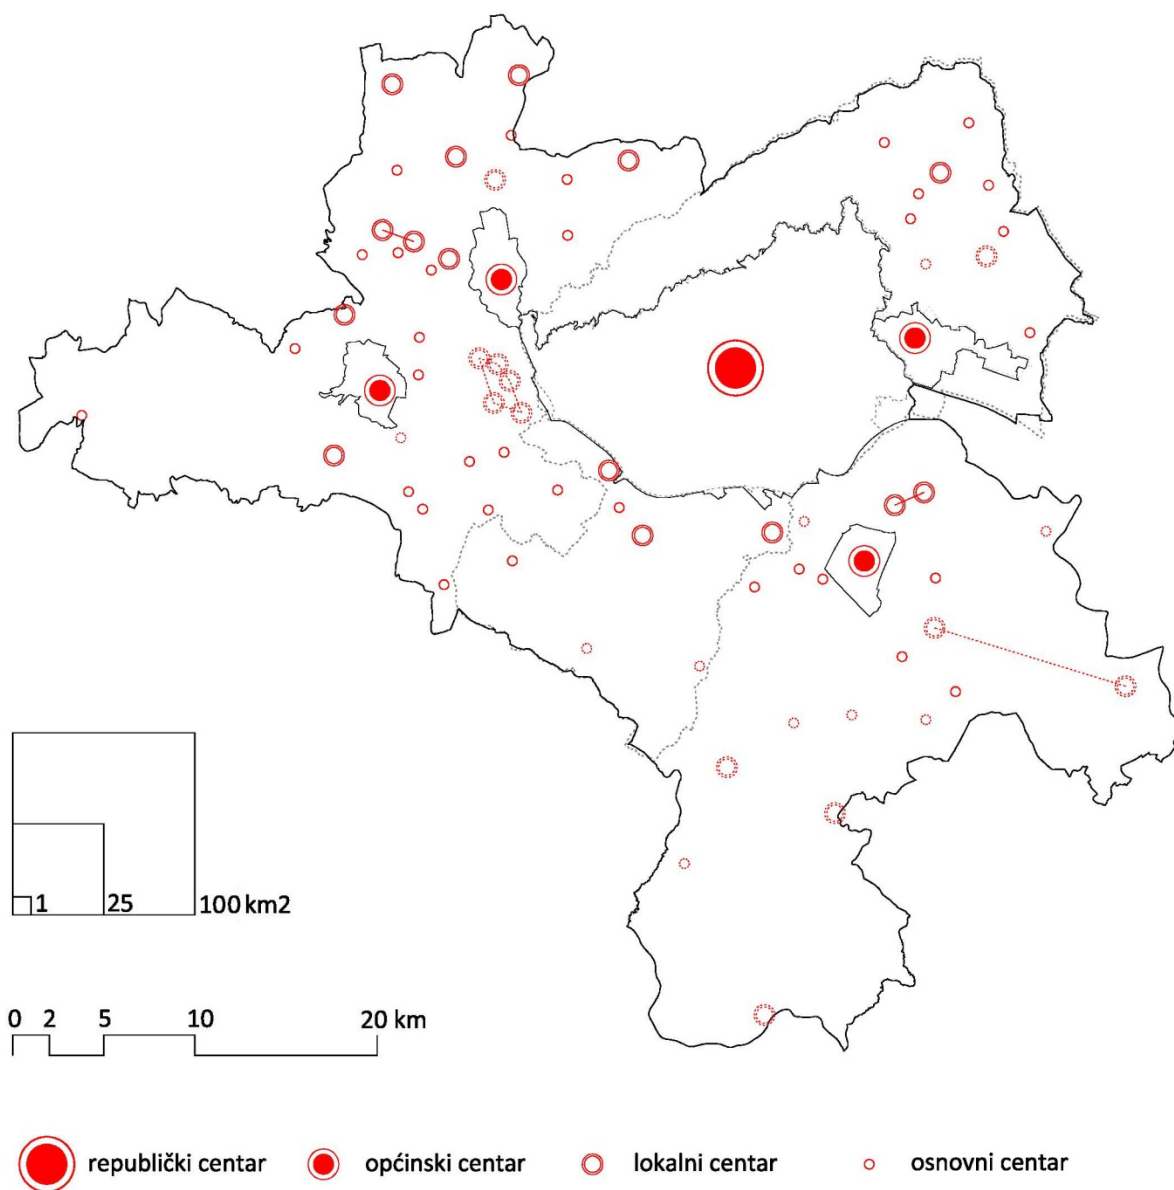 1
25
100 km2
0 2 5 10 20 km
republički centar
općinski centar
lokalni centar
osnovni centar